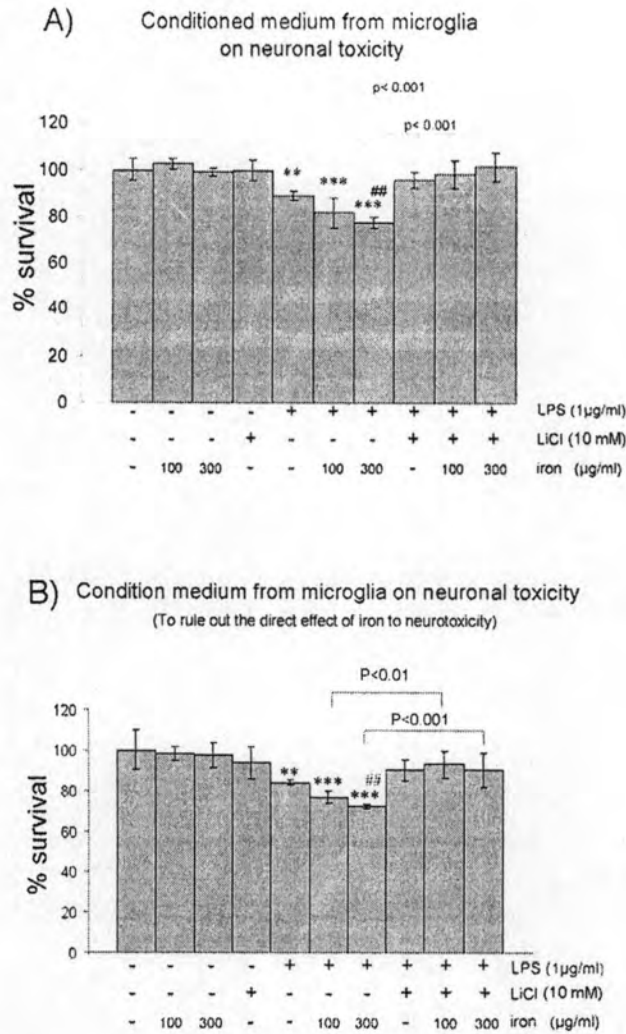 A) Conditioned medium from microglia
on neuronal toxicity
p< 0.001
p< 0.001
% survival
120
100
80
60
40
20
0
** *** *** ##
- - - - + + + + + + LPS (1µg/ml)
- - - + - - - + + + LiCl (10 mM)
- 100 300 - - 100 300 - 100 300 iron (µg/ml)
B) Condition medium from microglia on neuronal toxicity
(To rule out the direct effect of iron to neurotoxicity)
P<0.01
P<0.001
% survival
120
100
80
60
40
20
0
** *** *** ##
- - - - + + + + + + LPS (1µg/ml)
- - - + - - - + + + LiCl (10 mM)
- 100 300 - - 100 300 - 100 300 iron (µg/ml)